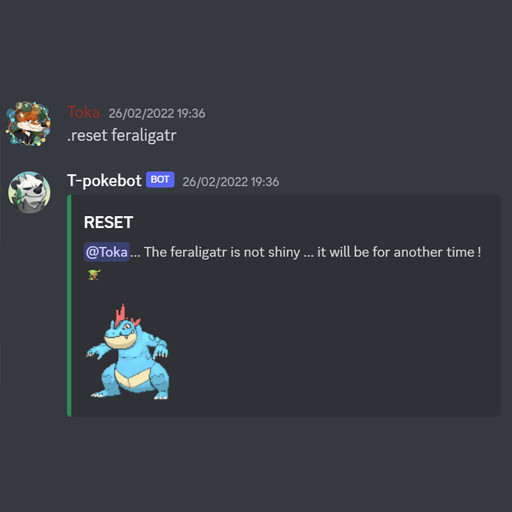 Toka 26/02/2022 19:36
.reset feraligatr
T-pokebot BOT 26/02/2022 19:36
RESET
@Toka... The feraligatr is not shiny ... it will be for another time !